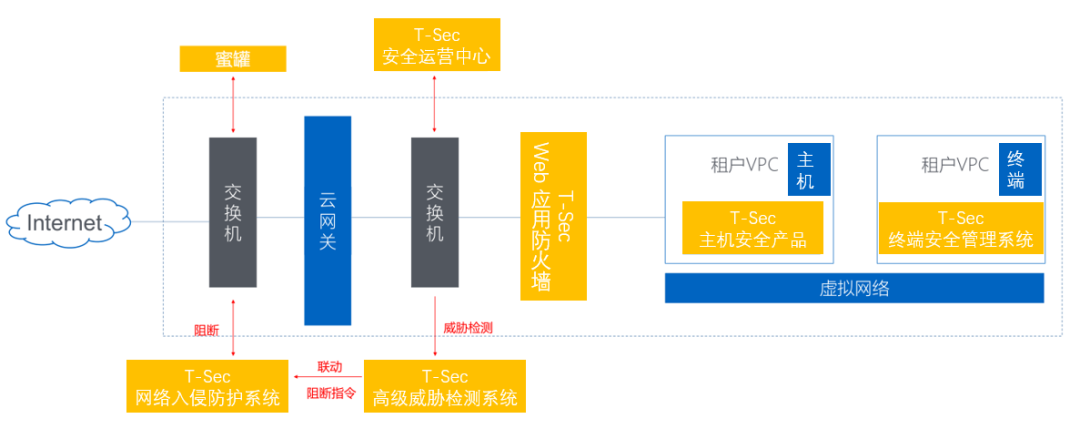 T-Sec
安全运营中心
蜜罐
Internet
交换机
云网关
交换机
T-Sec
Web 应用防火墙
租户VPC
主机
T-Sec
主机安全产品
租户VPC
终端
T-Sec
终端安全管理系统
虚拟网络
阻断
威胁检测
T-Sec
网络入侵防护系统
联动
阻断指令
T-Sec
高级威胁检测系统